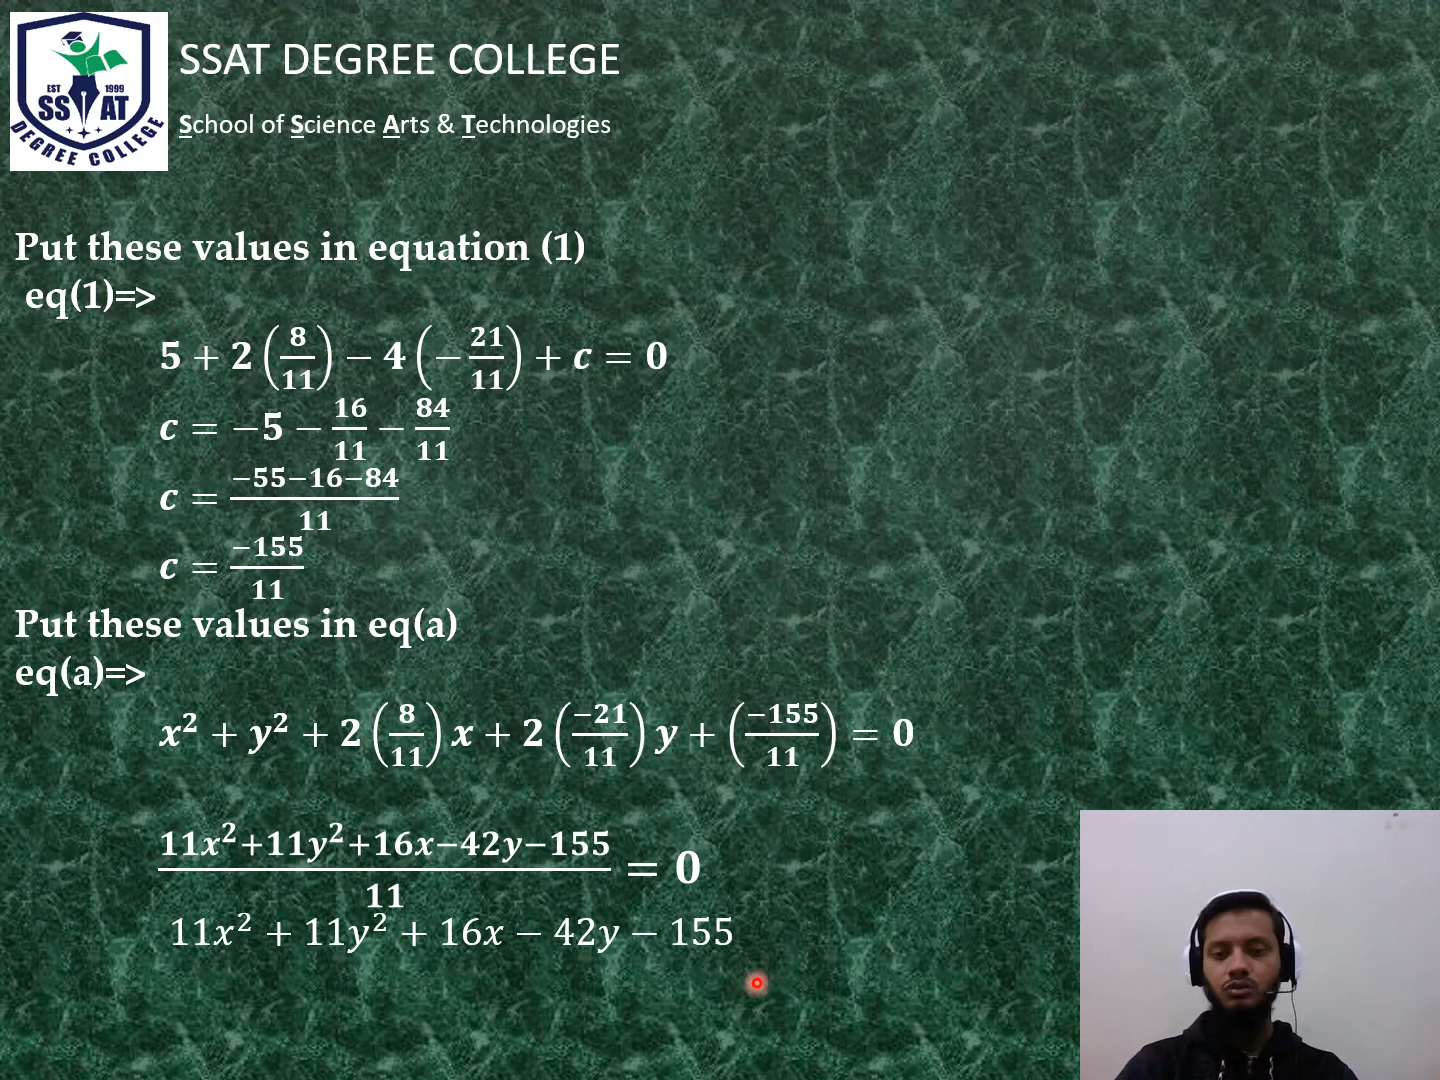 SSAT DEGREE COLLEGE
School of Science Arts & Technologies
EST 1999
SS AT
DEGREE COLLEGE
Put these values in equation (1)
eq(1)=>
5 + 2(8/11) − 4(−21/11) + c = 0
c = −5 − 16/11 − 84/11
c = −55−16−84/11
c = −155/11
Put these values in eq(a)
eq(a)=>
x² + y² + 2(8/11)x + 2(−21/11)y + (−155/11) = 0
11x²+11y²+16x−42y−155/11 = 0
11x² + 11y² + 16x − 42y − 155